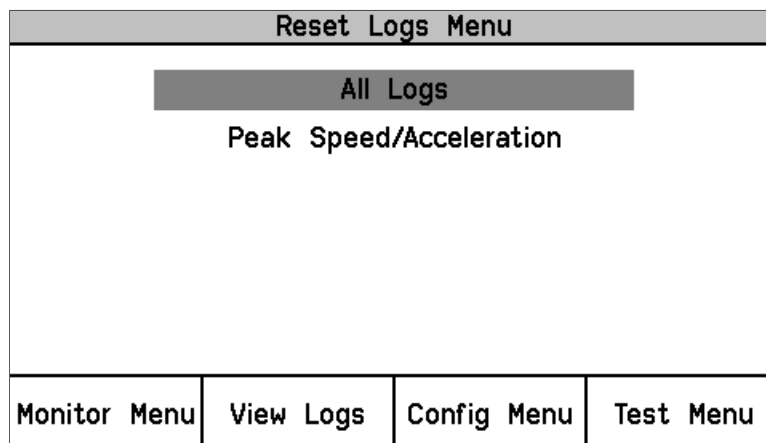 Reset Logs Menu
All Logs
Peak Speed/Acceleration
Monitor Menu View Logs Config Menu Test Menu